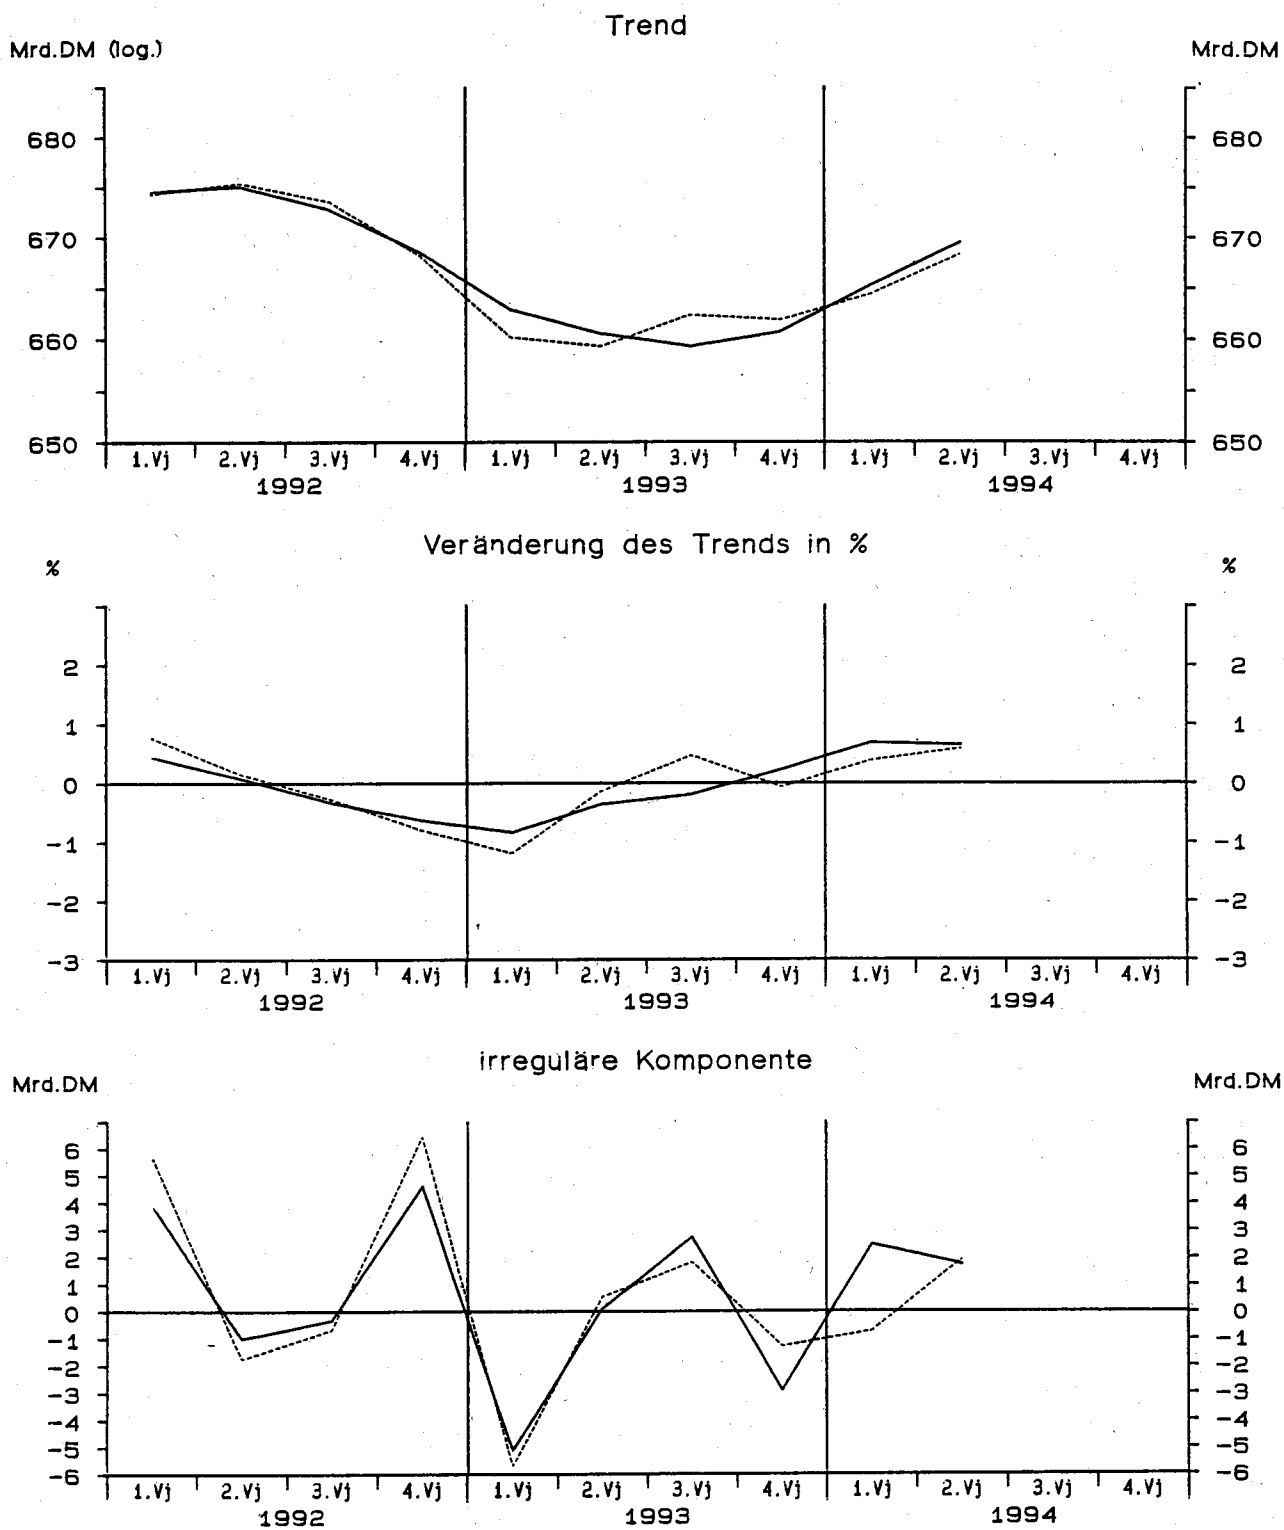 Trend
Mrd.DM (log.) Mrd.DM
680 680
670 670
660 660
650 650
1.Vj 2.Vj 3.Vj 4.Vj 1.Vj 2.Vj 3.Vj 4.Vj 1.Vj 2.Vj 3.Vj 4.Vj
1992 1993 1994
Veränderung des Trends in %
% %
2 2
1 1
0 0
-1 -1
-2 -2
-3 -3
1.Vj 2.Vj 3.Vj 4.Vj 1.Vj 2.Vj 3.Vj 4.Vj 1.Vj 2.Vj 3.Vj 4.Vj
1992 1993 1994
irreguläre Komponente
Mrd.DM Mrd.DM
6 6
5 5
4 4
3 3
2 2
1 1
0 0
-1 -1
-2 -2
-3 -3
-4 -4
-5 -5
-6 -6
1.Vj 2.Vj 3.Vj 4.Vj 1.Vj 2.Vj 3.Vj 4.Vj 1.Vj 2.Vj 3.Vj 4.Vj
1992 1993 1994